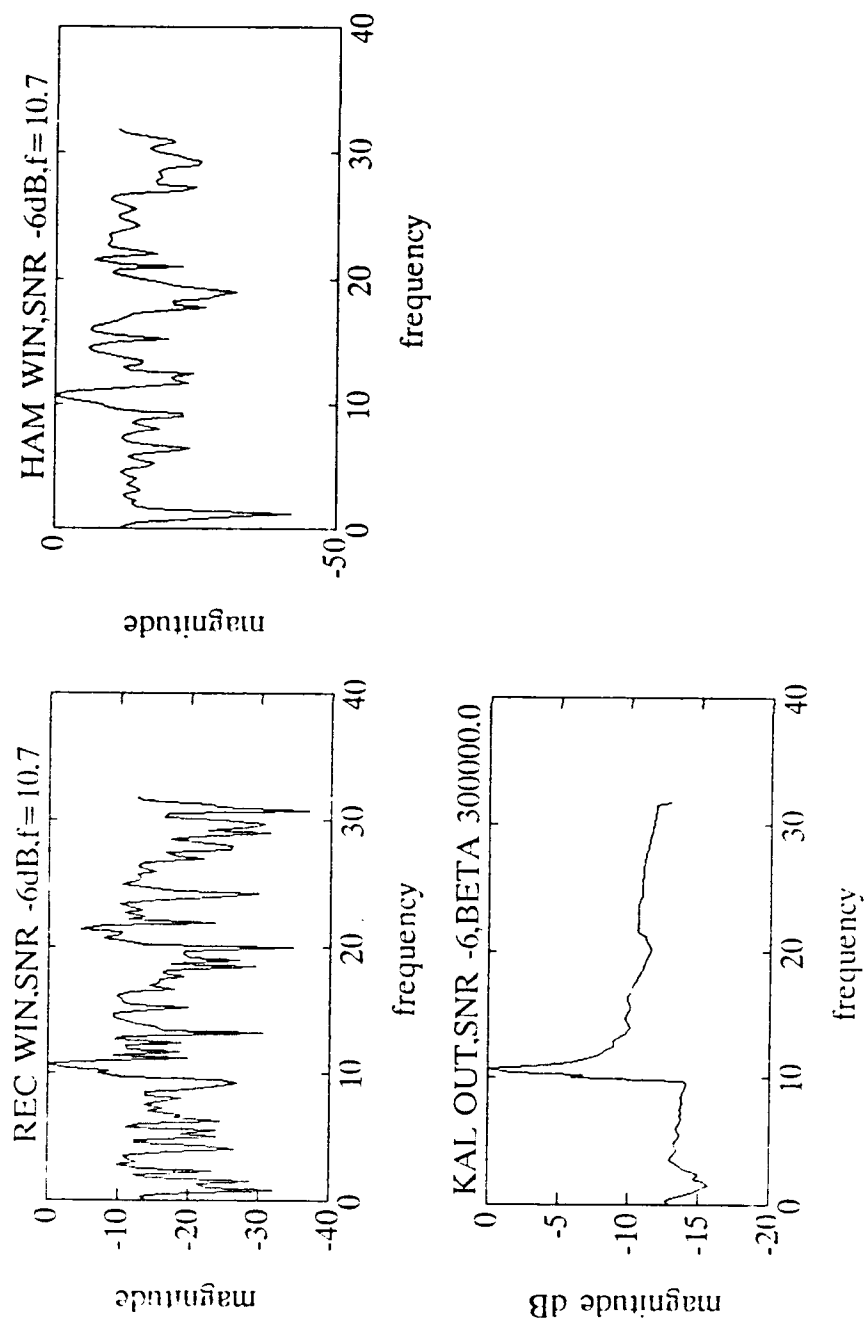 REC WIN.SNR -6dB.f=10.7
0
-10
-20
-30
-40
0 10 20 30 40
magnitude
frequency
HAM WIN,SNR -6dB.f=10.7
0
-50
0 10 20 30 40
magnitude
frequency
KAL OUT.SNR -6,BETA 300000.0
0
-5
-10
-15
-20
0 10 20 30 40
magnitude dB
frequency